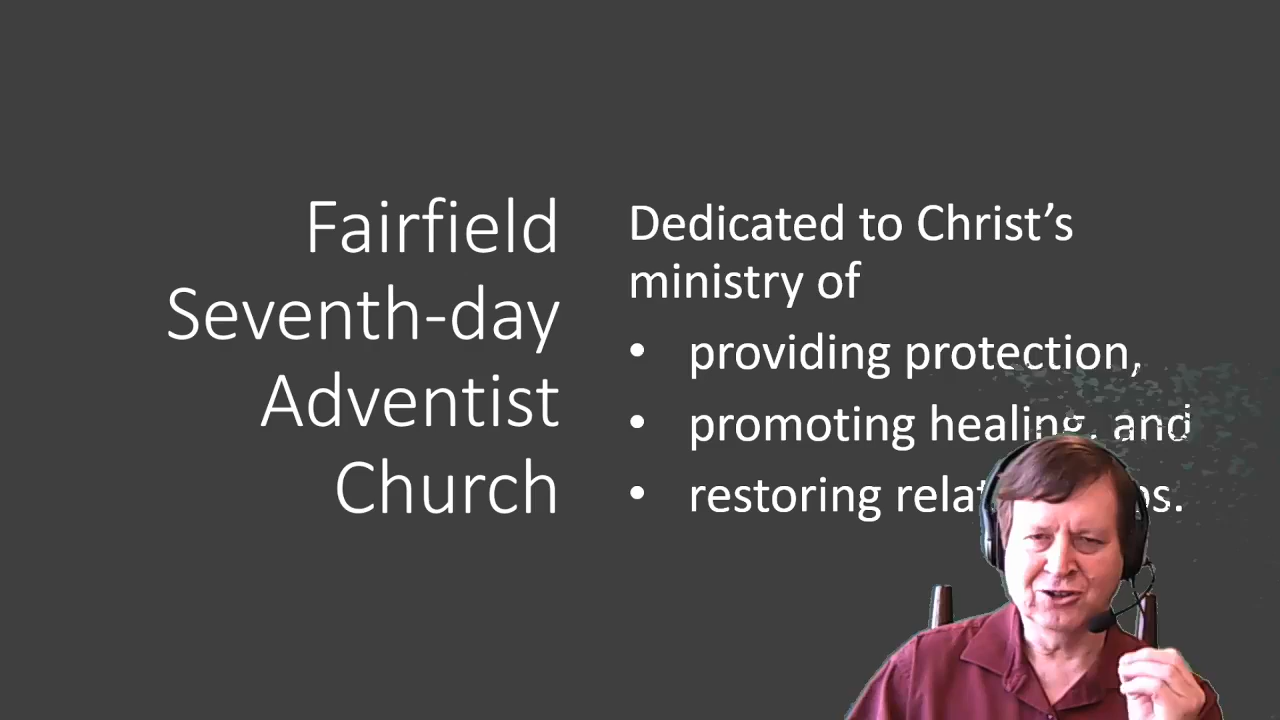 Fairfield
Seventh-day
Adventist
Church
Dedicated to Christ’s
ministry of
• providing protection,
• promoting healing, and
• restoring